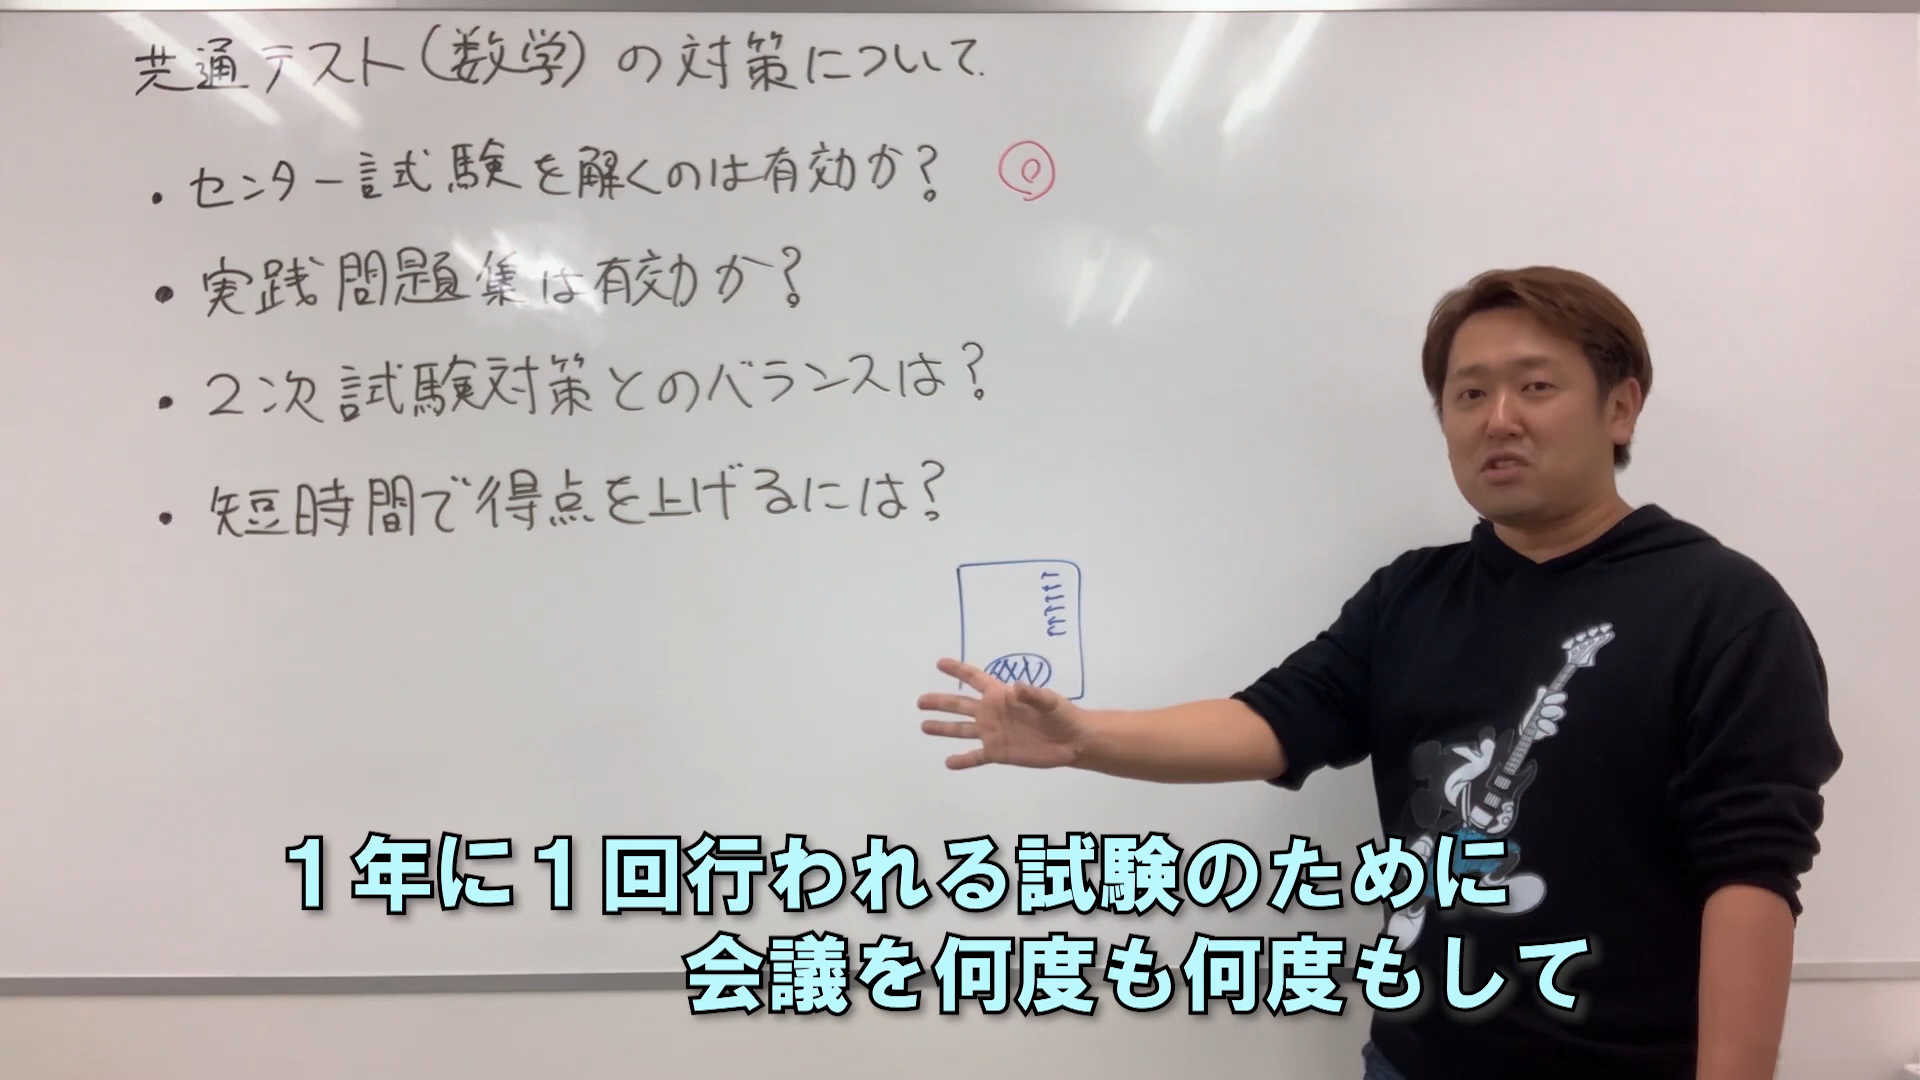 共通テスト(数学)の対策について.
・センター試験を解くのは有効か? ◎
・実践問題集は有効か?
・2次試験対策とのバランスは?
・短時間で得点を上げるには?
1年に1回行われる試験のために
会議を何度も何度もして